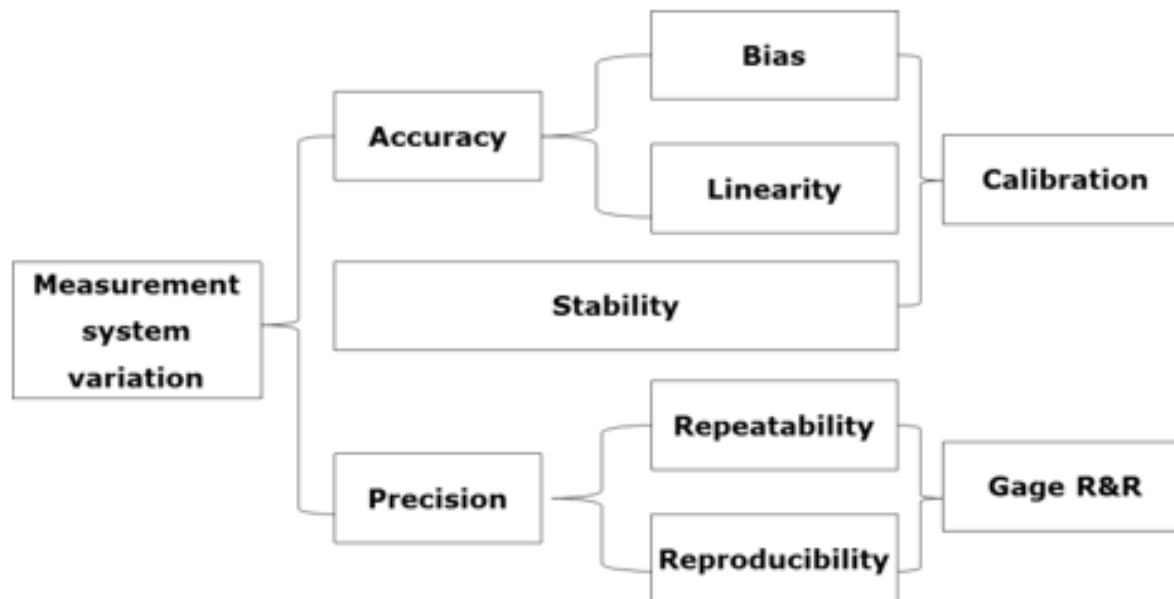 Bias
Accuracy
Linearity
Calibration
Measurement
system
variation
Stability
Repeatability
Precision
Gage R&R
Reproducibility